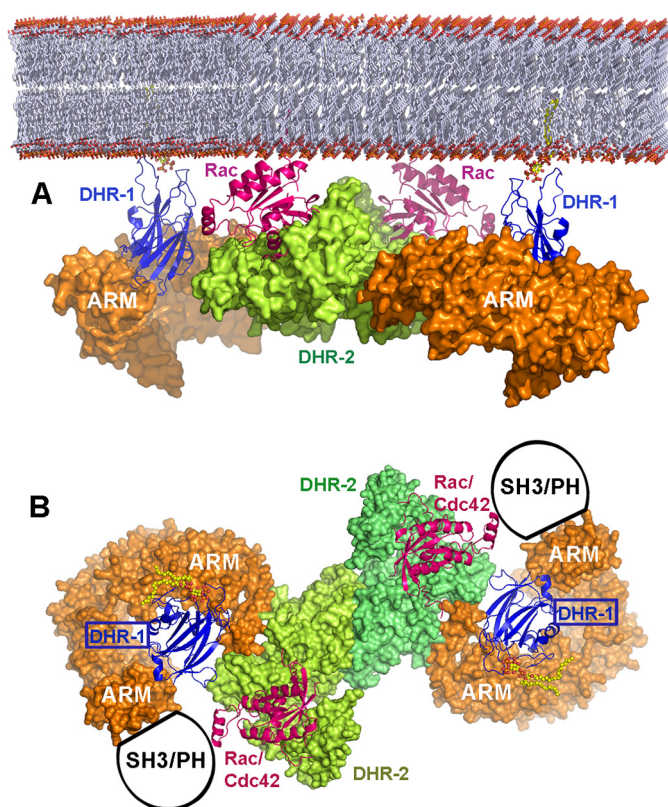 Rac
Rac
A
DHR-1
DHR-1
ARM
ARM
DHR-2
B
DHR-2
Rac/
Cdc42
SH3/PH
ARM
ARM
DHR-1
DHR-1
ARM
ARM
SH3/PH
Rac/
Cdc42
DHR-2